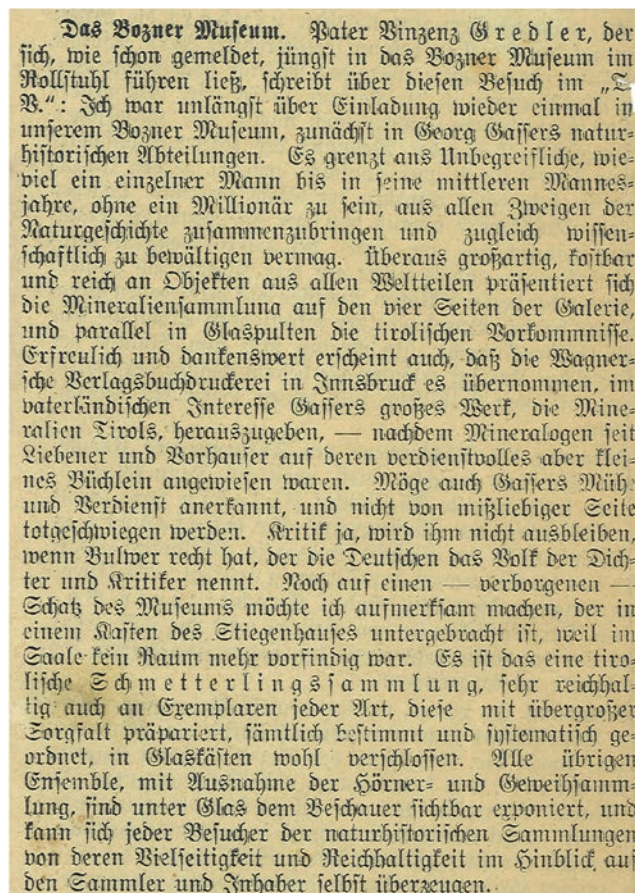 Das Bozner Museum. Pater Vinzenz Gredler, der
sich, wie schon gemeldet, jüngst in das Bozner Museum im
Rollstuhl führen ließ, schreibt über diesen Besuch im „T
V.“: Ich war unlängst über Einladung wieder einmal in
unserem Bozner Museum, zunächst in Georg Gassers natur-
historischen Abteilungen. Es grenzt ans Unbegreifliche, wie-
viel ein einzelner Mann bis in seine mittleren Mannes-
jahre, ohne ein Millionär zu sein, aus allen Zweigen der
Naturgeschichte zusammenzubringen und zugleich wissen-
schaftlich zu bewältigen vermag. Überaus großartig, kostbar
und reich an Objekten aus allen Weltteilen präsentiert sich
die Mineraliensammlung auf den vier Seiten der Galerie,
und parallel in Glaspulten die tirolischen Vorkommnisse.
Erfreulich und dankenswert erscheint auch, daß die Wagner-
sche Verlagsbuchdruckerei in Innsbruck es übernommen, im
vaterländischen Interesse Gassers großes Werk, die Mine-
ralien Tirols, herauszugeben, — nachdem Mineralogen seit
Liebener und Vorhauser auf deren verdienstvolles aber klei-
nes Büchlein angewiesen waren. Möge auch Gassers Müh:
und Verdienst anerkannt, und nicht von mißliebiger Seite
totgeschwiegen werden. Kritik ja, wird ihm nicht ausbleiben,
wenn Bulwer recht hat, der die Deutschen das Volk der Dich-
ter und Kritiker nennt. Noch auf einen — verborgenen —
Schatz des Museums möchte ich aufmerksam machen, der in
einem Kasten des Stiegenhauses untergebracht ist, weil im
Saale kein Raum mehr vorfindig war. Es ist das eine tiro-
lische Schmetterlingssammlung, sehr reichhal-
tig auch an Exemplaren jeder Art, diese mit übergroßer
Sorgfalt präpariert, sämtlich bestimmt und systematisch ge-
ordnet, in Glaskästen wohl verschlossen. Alle übrigen
Ensemble, mit Ausnahme der Hörner- und Geweihsamm-
lung, sind unter Glas dem Beschauer sichtbar exponiert, und
kann sich jeder Besucher der naturhistorischen Sammlungen
von deren Vielseitigkeit und Reichhaltigkeit im Hinblick auf
den Sammler und Inhaber selbst überzeugen.